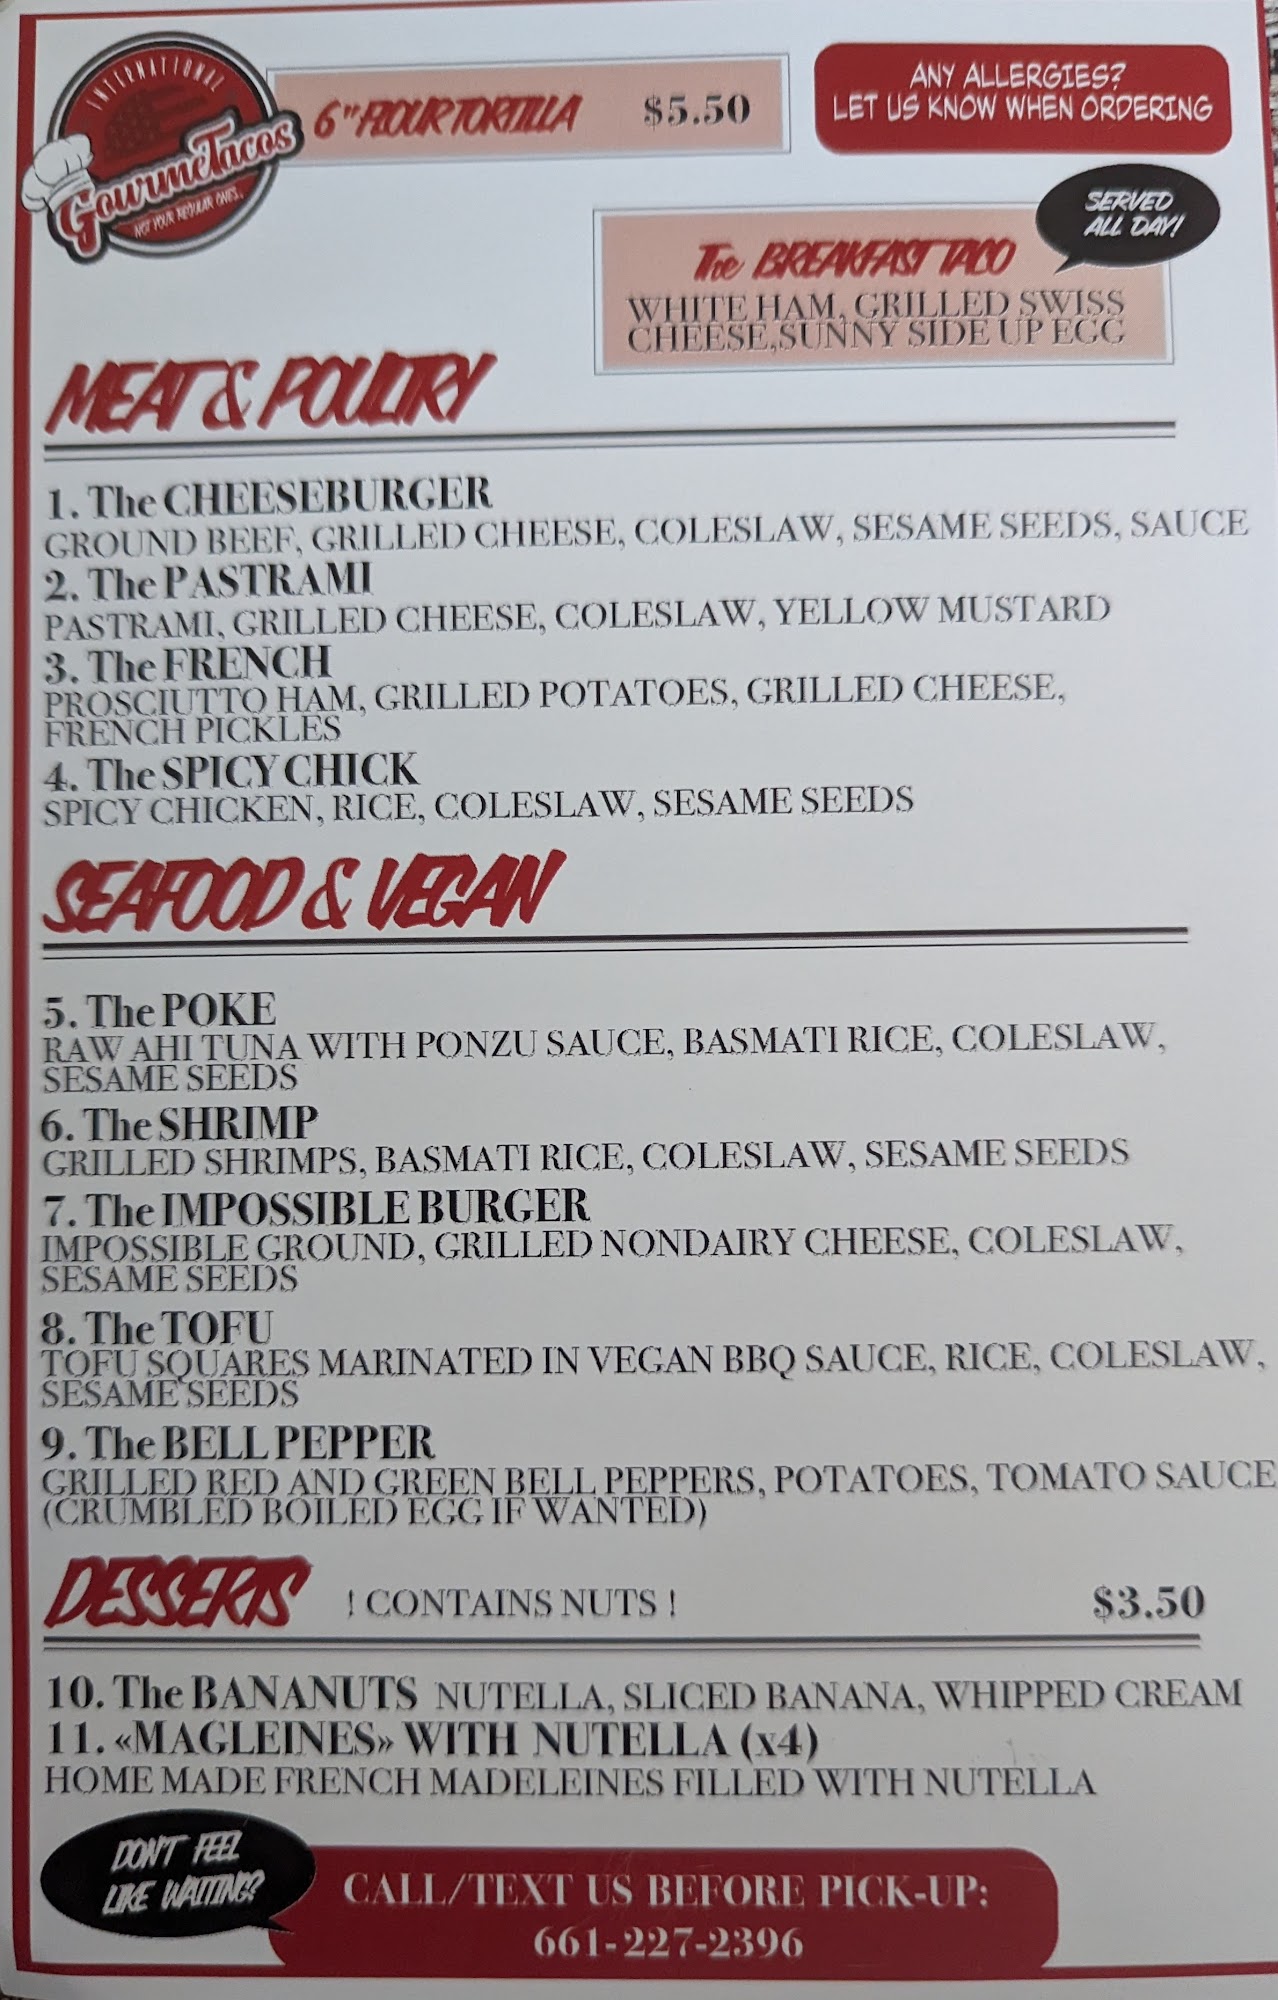 INTERNATIONAL
GourmeTacos
NOT YOUR REGULAR ONES.
6" FLOUR TORTILLA $5.50
ANY ALLERGIES?
LET US KNOW WHEN ORDERING
SERVED
ALL DAY!
The BREAKFAST TACO
WHITE HAM, GRILLED SWISS
CHEESE,SUNNY SIDE UP EGG
MEAT & POULTRY
1. The CHEESEBURGER
GROUND BEEF, GRILLED CHEESE, COLESLAW, SESAME SEEDS, SAUCE
2. The PASTRAMI
PASTRAMI, GRILLED CHEESE, COLESLAW, YELLOW MUSTARD
3. The FRENCH
PROSCIUTTO HAM, GRILLED POTATOES, GRILLED CHEESE,
FRENCH PICKLES
4. The SPICY CHICK
SPICY CHICKEN, RICE, COLESLAW, SESAME SEEDS
SEAFOOD & VEGAN
5. The POKE
RAW AHI TUNA WITH PONZU SAUCE, BASMATI RICE, COLESLAW,
SESAME SEEDS
6. The SHRIMP
GRILLED SHRIMPS, BASMATI RICE, COLESLAW, SESAME SEEDS
7. The IMPOSSIBLE BURGER
IMPOSSIBLE GROUND, GRILLED NONDAIRY CHEESE, COLESLAW,
SESAME SEEDS
8. The TOFU
TOFU SQUARES MARINATED IN VEGAN BBQ SAUCE, RICE, COLESLAW,
SESAME SEEDS
9. The BELL PEPPER
GRILLED RED AND GREEN BELL PEPPERS, POTATOES, TOMATO SAUCE
(CRUMBLED BOILED EGG IF WANTED)
DESSERTS ! CONTAINS NUTS ! $3.50
10. The BANANUTS NUTELLA, SLICED BANANA, WHIPPED CREAM
11. «MAGLEINES» WITH NUTELLA (x4)
HOME MADE FRENCH MADELEINES FILLED WITH NUTELLA
DON'T FEEL
LIKE WAITING?
CALL/TEXT US BEFORE PICK-UP:
661-227-2396